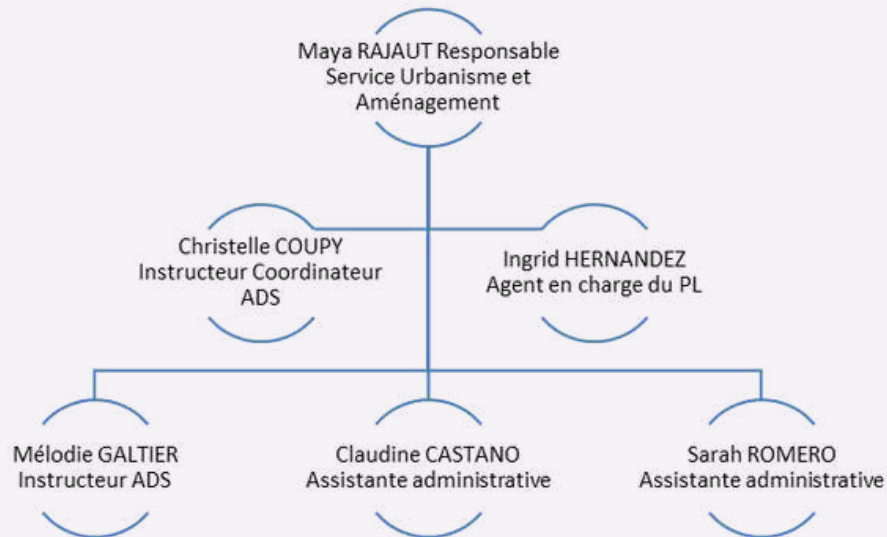 Maya RAJAUT Responsable
Service Urbanisme et
Aménagement
Christelle COUPY
Instructeur Coordinateur
ADS
Ingrid HERNANDEZ
Agent en charge du PL
Mélodie GALTIER
Instructeur ADS
Claudine CASTANO
Assistante administrative
Sarah ROMERO
Assistante administrative